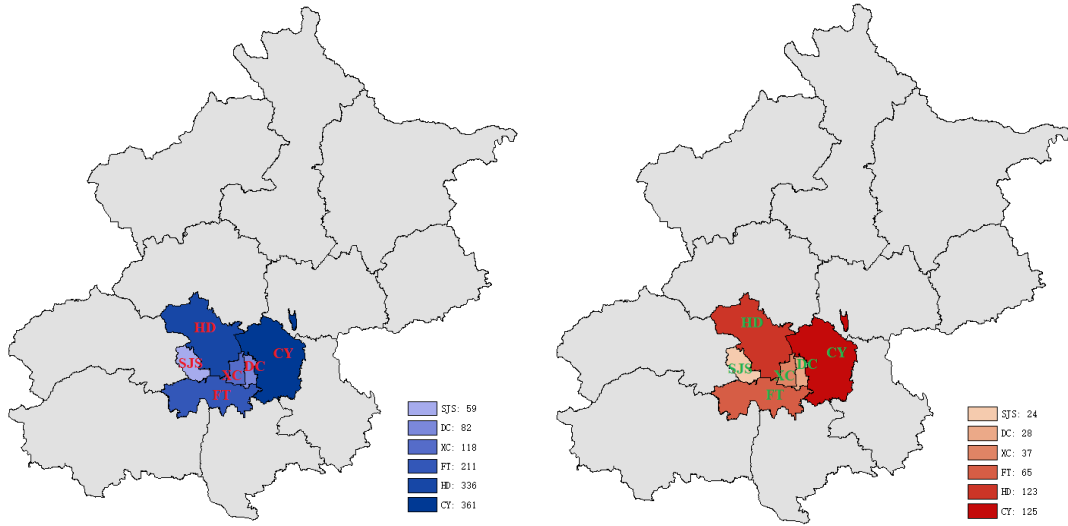 HD
CY
SJS
DC
XC
FT
SJS: 59
DC: 82
XC: 118
FT: 211
HD: 336
CY: 361
HD
CY
DC
SJS
XC
FT
SJS: 24
DC: 28
XC: 37
FT: 65
HD: 123
CY: 125